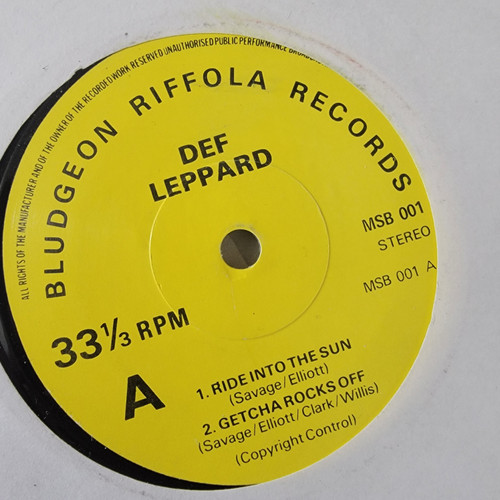 ALL RIGHTS OF THE MANUFACTURER AND OF THE OWNER OF THE RECORDED WORK RESERVED UNAUTHORISED PUBLIC PERFORMANCE
BLUDGEON RIFFOLA RECORDS
DEF
LEPPARD
MSB 001
STEREO
MSB 001 A
33 1/3 RPM
A
1. RIDE INTO THE SUN
(Savage/Elliott)
2. GETCHA ROCKS OFF
(Savage/Elliott/Clark/Willis)
(Copyright Control)